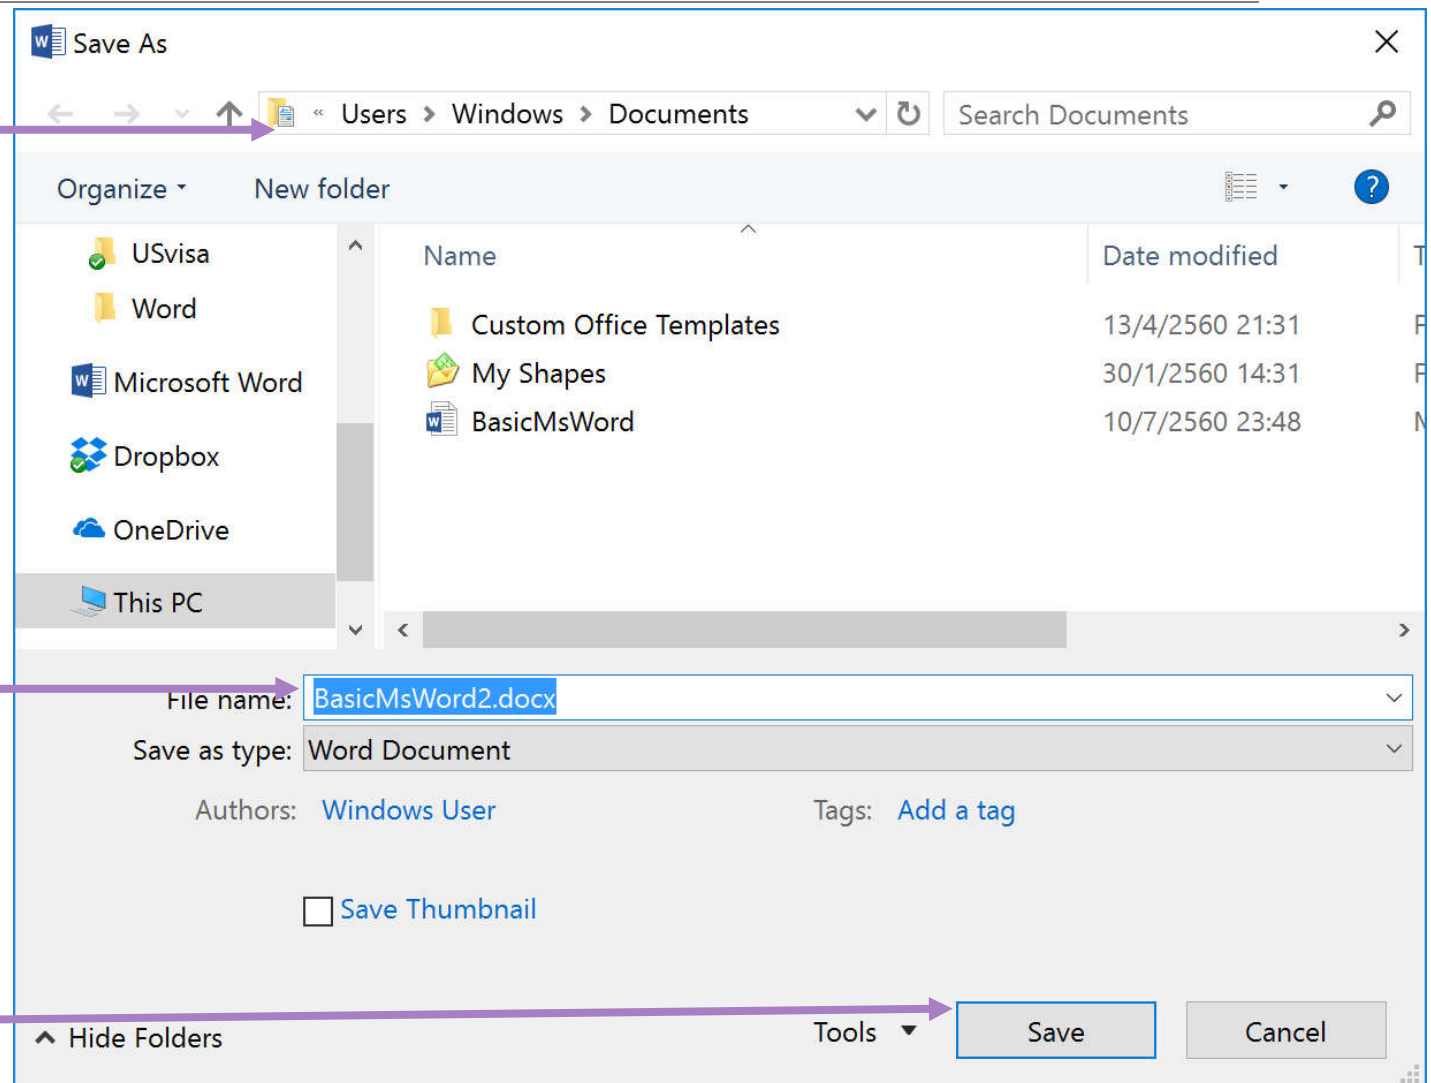 Save As
« Users > Windows > Documents Search Documents
Organize New folder ?
USvisa
Word
Microsoft Word
Dropbox
OneDrive
This PC
Name Date modified T
Custom Office Templates 13/4/2560 21:31 F
My Shapes 30/1/2560 14:31 F
BasicMsWord 10/7/2560 23:48 M
File name: BasicMsWord2.docx
Save as type: Word Document
Authors: Windows User Tags: Add a tag
Save Thumbnail
Hide Folders Tools Save Cancel